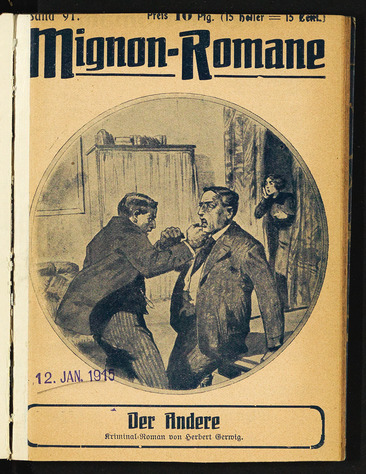 Band 91. Preis 10 Pfg. (15 Heller = 15 Cent.)
Mignon-Romane
12. JAN. 1915
Der Andere
Kriminal-Roman von Herbert Gerwig.